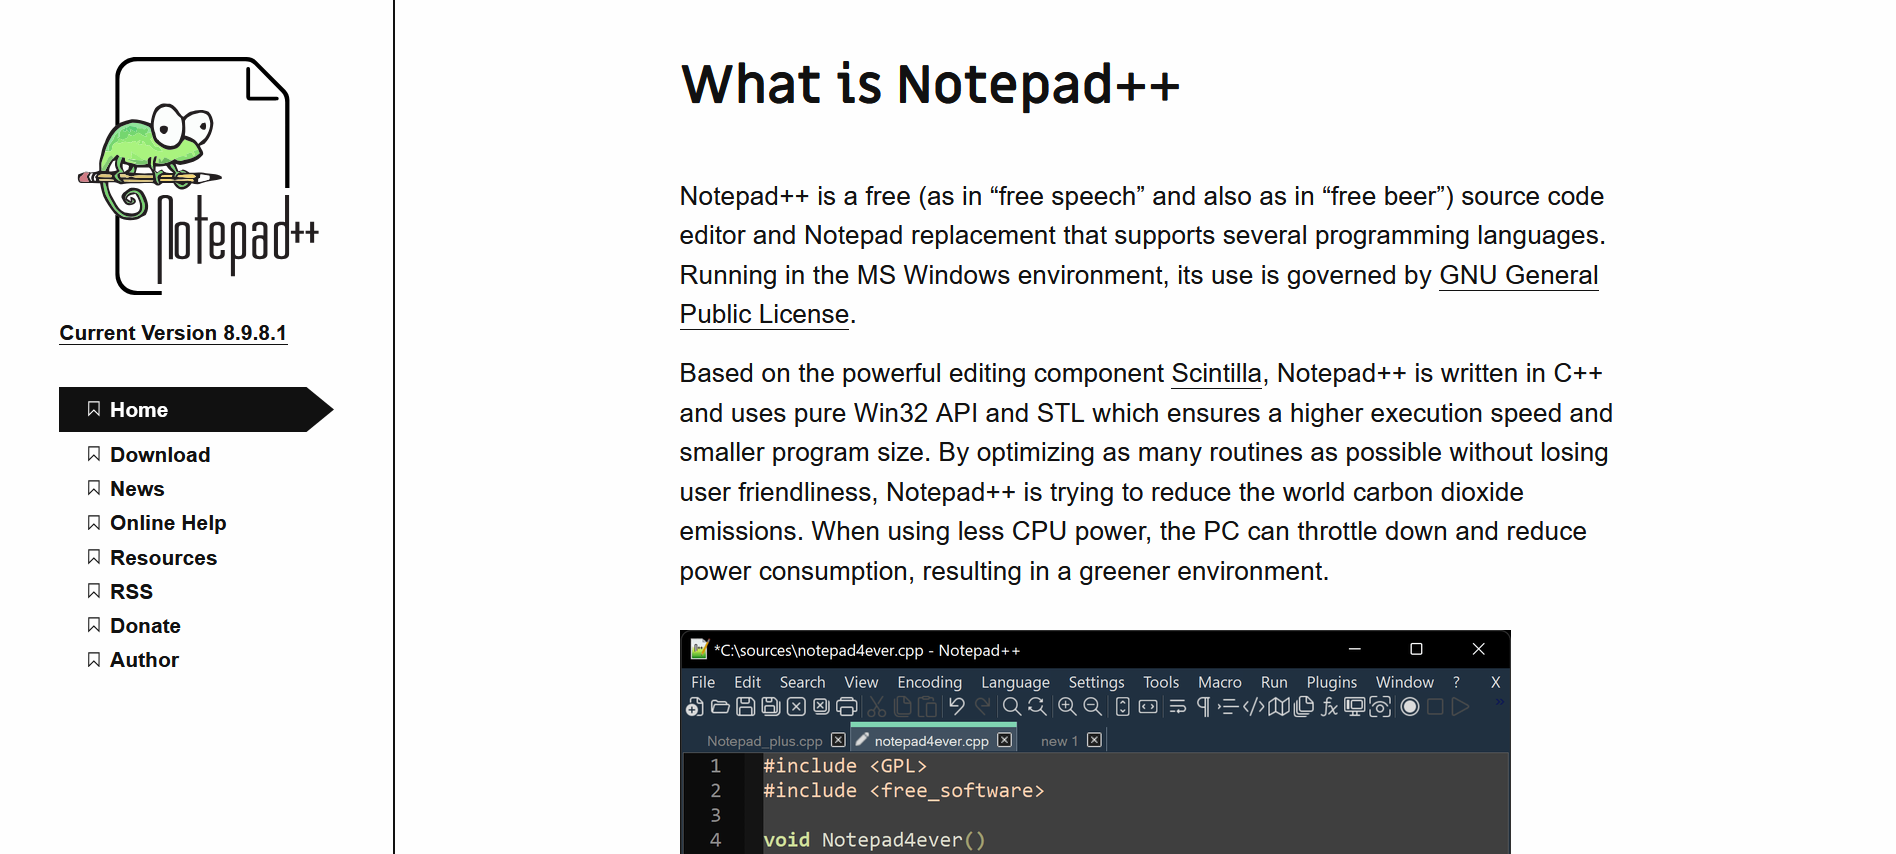 Notepad++
Current Version 8.9.8.1
Home
Download
News
Online Help
Resources
RSS
Donate
Author
What is Notepad++
Notepad++ is a free (as in “free speech” and also as in “free beer”) source code
editor and Notepad replacement that supports several programming languages.
Running in the MS Windows environment, its use is governed by GNU General
Public License.
Based on the powerful editing component Scintilla, Notepad++ is written in C++
and uses pure Win32 API and STL which ensures a higher execution speed and
smaller program size. By optimizing as many routines as possible without losing
user friendliness, Notepad++ is trying to reduce the world carbon dioxide
emissions. When using less CPU power, the PC can throttle down and reduce
power consumption, resulting in a greener environment.
*C:\sources\notepad4ever.cpp - Notepad++
File Edit Search View Encoding Language Settings Tools Macro Run Plugins Window ? X
Notepad_plus.cpp notepad4ever.cpp new 1
1 #include <GPL>
2 #include <free_software>
3
4 void Notepad4ever()